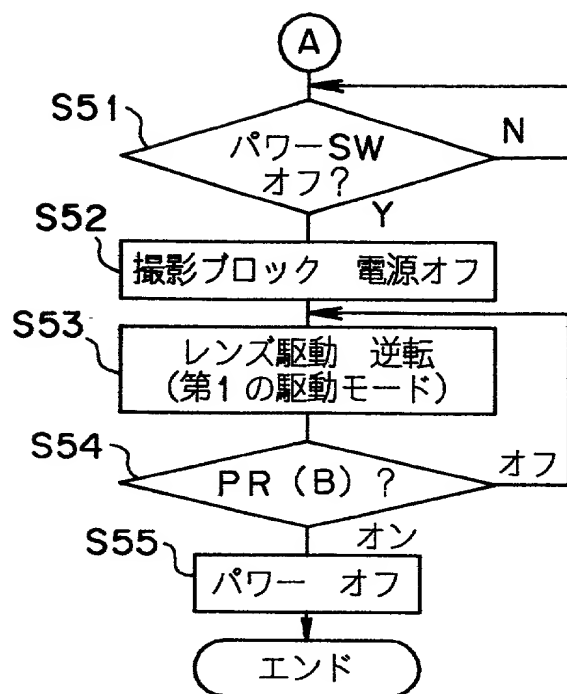 A
S51
パワーSW
オフ?
N
Y
S52
撮影ブロック 電源オフ
S53
レンズ駆動 逆転
(第1の駆動モード)
S54
PR(B)?
オフ
オン
S55
パワー オフ
エンド